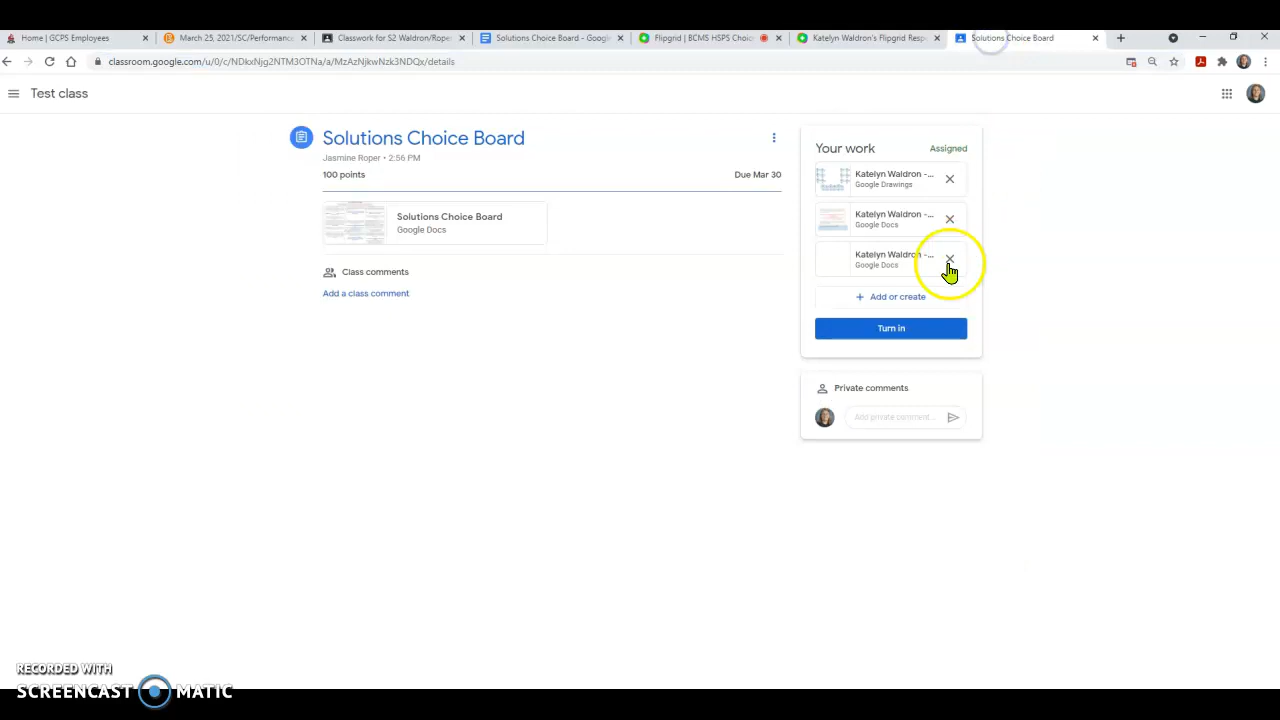 Home | GCPS Employees
March 25, 2021/SC/Performance
Classwork for S2 Waldron/Rope
Solutions Choice Board - Googl
Flipgrid | BCMS HSPS Choic
Katelyn Waldron's Flipgrid Resp
Solutions Choice Board
classroom.google.com/u/0/c/NDkxNjg2NTM3OTNa/a/MzAzNjkwNzk3NDQx/details
Test class
Solutions Choice Board
Jasmine Roper • 2:56 PM
100 points
Due Mar 30
Solutions Choice Board
Google Docs
Class comments
Add a class comment
Your work
Assigned
Katelyn Waldron -...
Google Drawings
Katelyn Waldron -...
Google Docs
Katelyn Waldron -...
Google Docs
+ Add or create
Turn in
Private comments
Add private comment...
RECORDED WITH
SCREENCAST MATIC